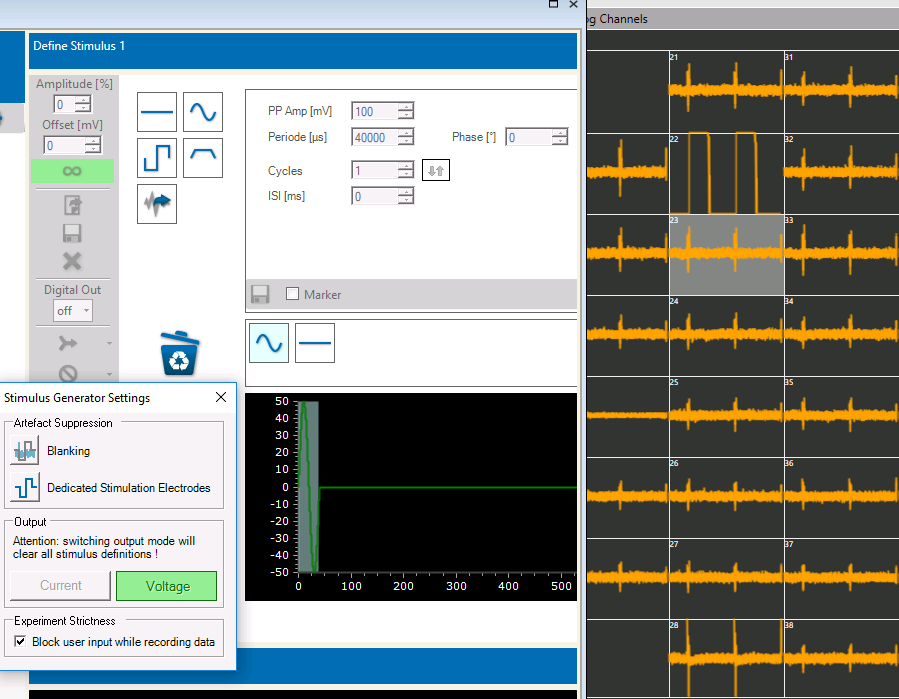 Define Stimulus 1
Amplitude [%]
0
Offset [mV]
0
∞
Digital Out
off
PP Amp [mV] 100
Periode [µs] 40000 Phase [°] 0
Cycles 1
ISI [ms] 0
Marker
50
40
30
20
10
0
-10
-20
-30
-40
-50
0 100 200 300 400 500
Stimulus Generator Settings
Artefact Suppression
Blanking
Dedicated Stimulation Electrodes
Output
Attention: switching output mode will
clear all stimulus definitions !
Current Voltage
Experiment Strictness
Block user input while recording data
Channels
21 31
22 32
23 33
24 34
25 35
26 36
27 37
28 38